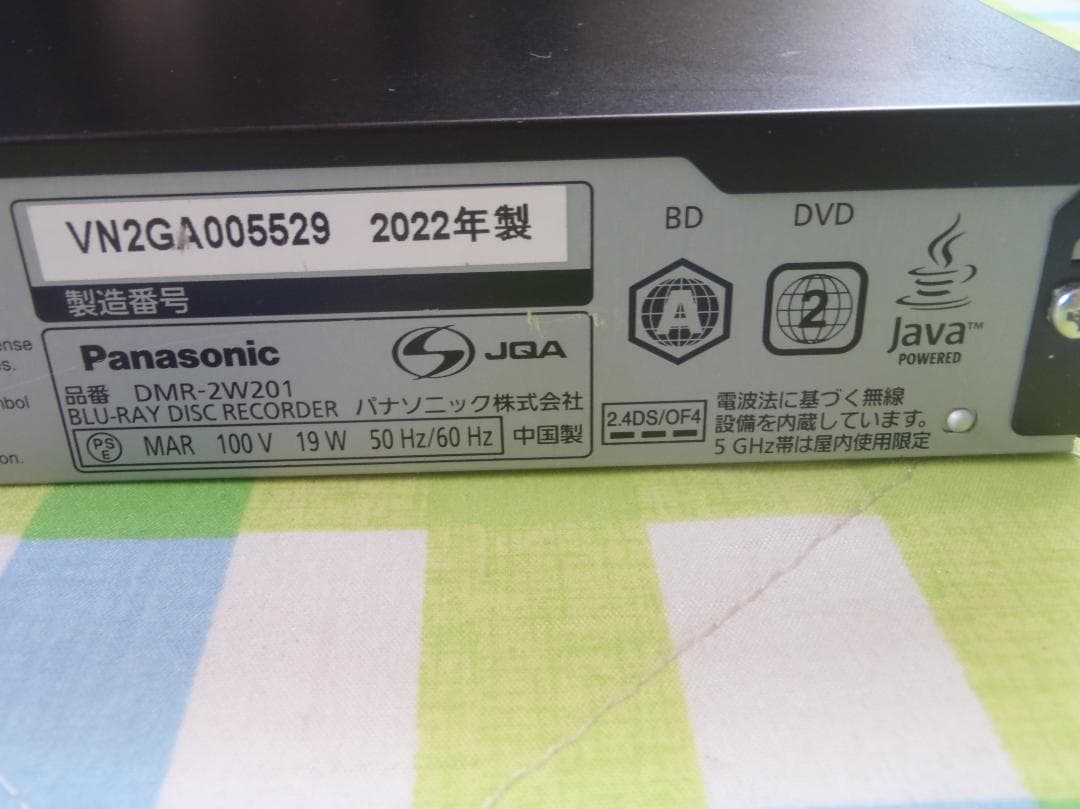 VN2GA005529 2022年製
製造番号
Panasonic
JQA
品番 DMR-2W201
BLU-RAY DISC RECORDER パナソニック株式会社
PS
E
MAR 100 V 19 W 50 Hz/60 Hz 中国製
BD
DVD
A
2
Java™
POWERED
2.4DS/OF4
電波法に基づく無線
設備を内蔵しています。
5 GHz帯は屋内使用限定
ense
s.
nbol
on.